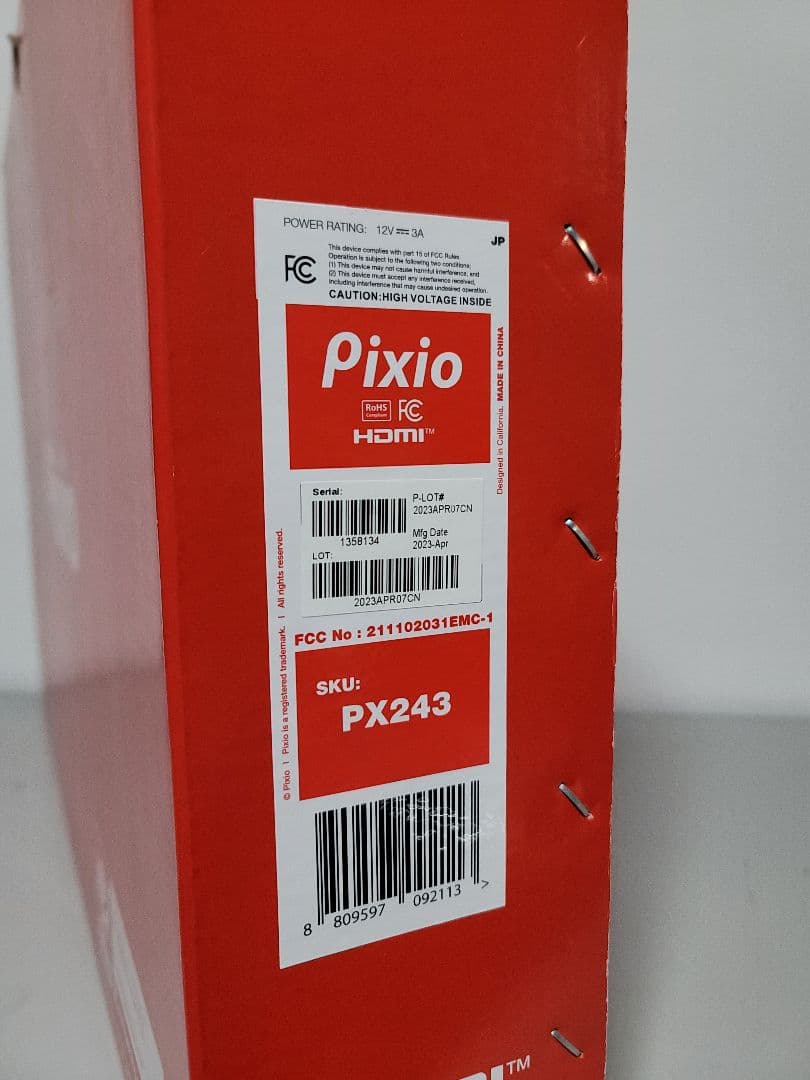 POWER RATING: 12V⎓3A
JP
FC
This device complies with part 15 of FCC Rules
Operation is subject to the following two conditions;
(1) This device may not cause harmful interference, and
(2) This device must accept any interference received,
including interference that may cause undesired operation.
CAUTION:HIGH VOLTAGE INSIDE
Pixio
RoHS
Compliant
FC
HDMI™
Designed in California. MADE IN CHINA
Serial:
1358134
P-LOT#
2023APR07CN
Mfg Date
2023-Apr
LOT:
2023APR07CN
© Pixio | Pixio is a registered trademark. | All rights reserved.
FCC No : 211102031EMC-1
SKU:
PX243
8 809597 092113 >
TM